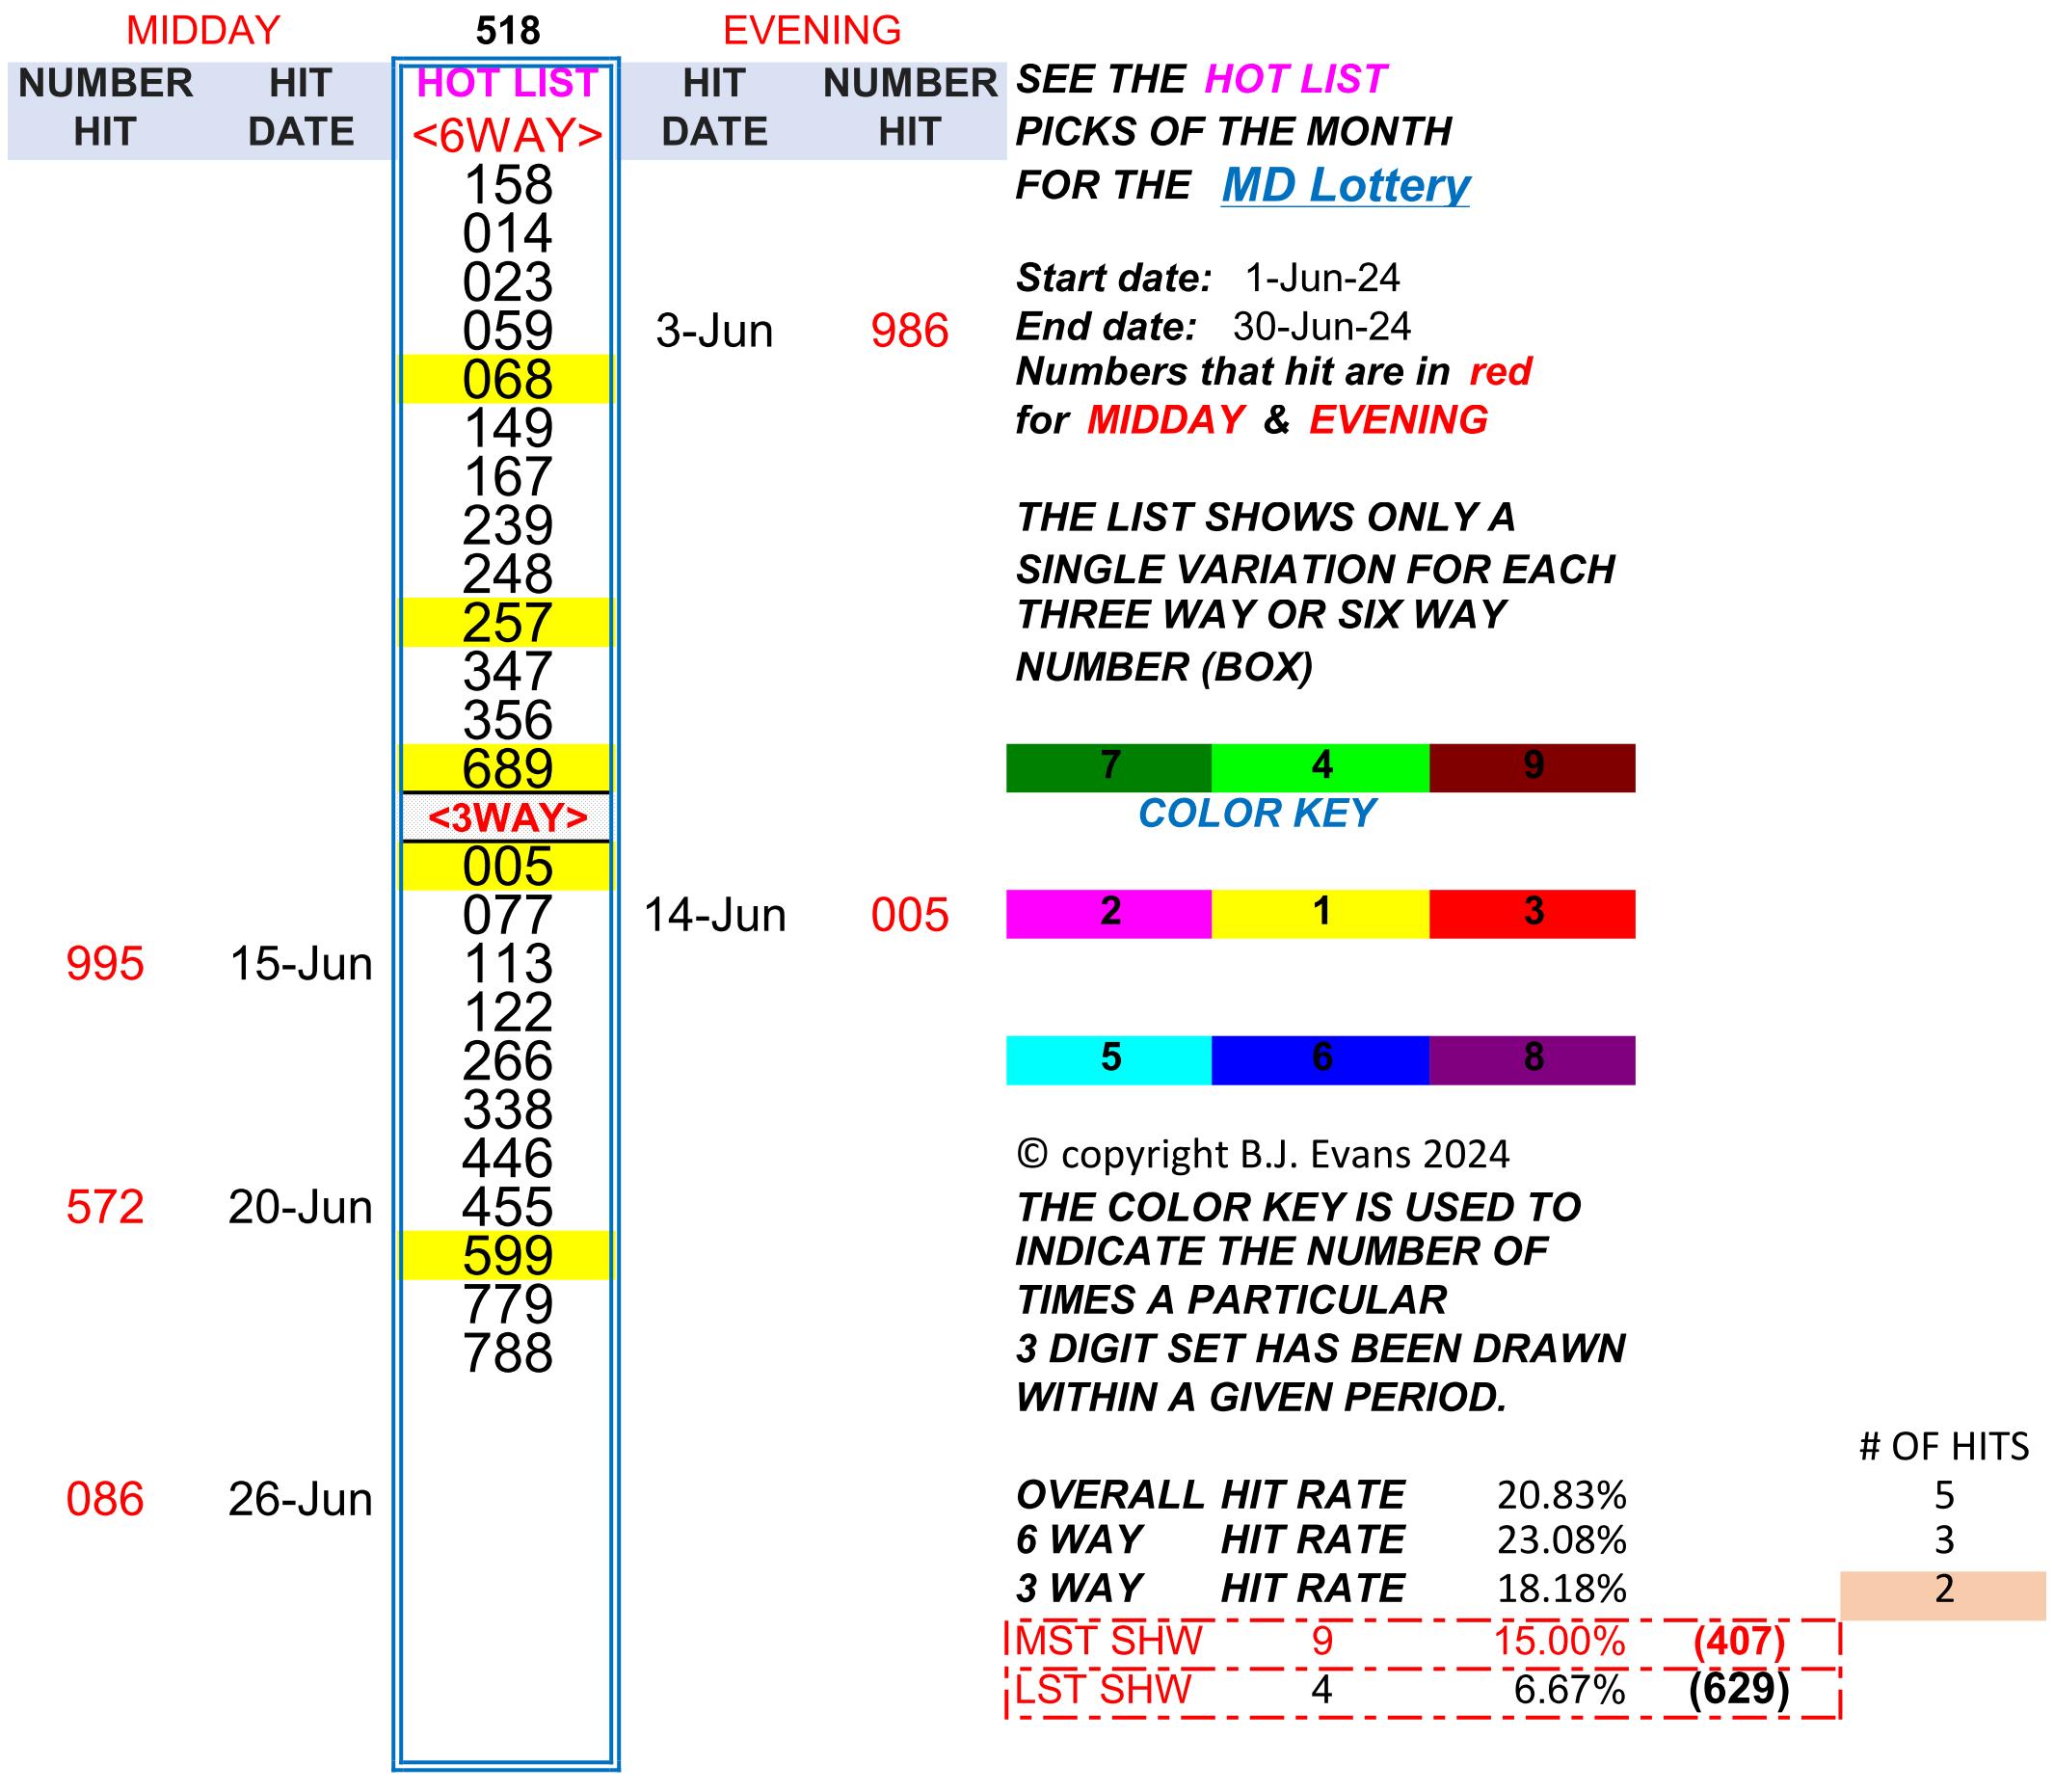 MIDDAY 518 EVENING
NUMBER HIT HOT LIST HIT NUMBER SEE THE HOT LIST
HIT DATE <6WAY> DATE HIT PICKS OF THE MONTH
158 FOR THE MD Lottery
014
023 Start date: 1-Jun-24
059 3-Jun 986 End date: 30-Jun-24
068 Numbers that hit are in red
149 for MIDDAY & EVENING
167
239 THE LIST SHOWS ONLY A
248 SINGLE VARIATION FOR EACH
257 THREE WAY OR SIX WAY
347 NUMBER (BOX)
356
689 7 4 9
<3WAY> COLOR KEY
005
077 14-Jun 005 2 1 3
995 15-Jun 113
122
266 5 6 8
338
446 © copyright B.J. Evans 2024
572 20-Jun 455 THE COLOR KEY IS USED TO
599 INDICATE THE NUMBER OF
779 TIMES A PARTICULAR
788 3 DIGIT SET HAS BEEN DRAWN
WITHIN A GIVEN PERIOD.
# OF HITS
086 26-Jun OVERALL HIT RATE 20.83% 5
6 WAY HIT RATE 23.08% 3
3 WAY HIT RATE 18.18% 2
MST SHW 9 15.00% (407)
LST SHW 4 6.67% (629)